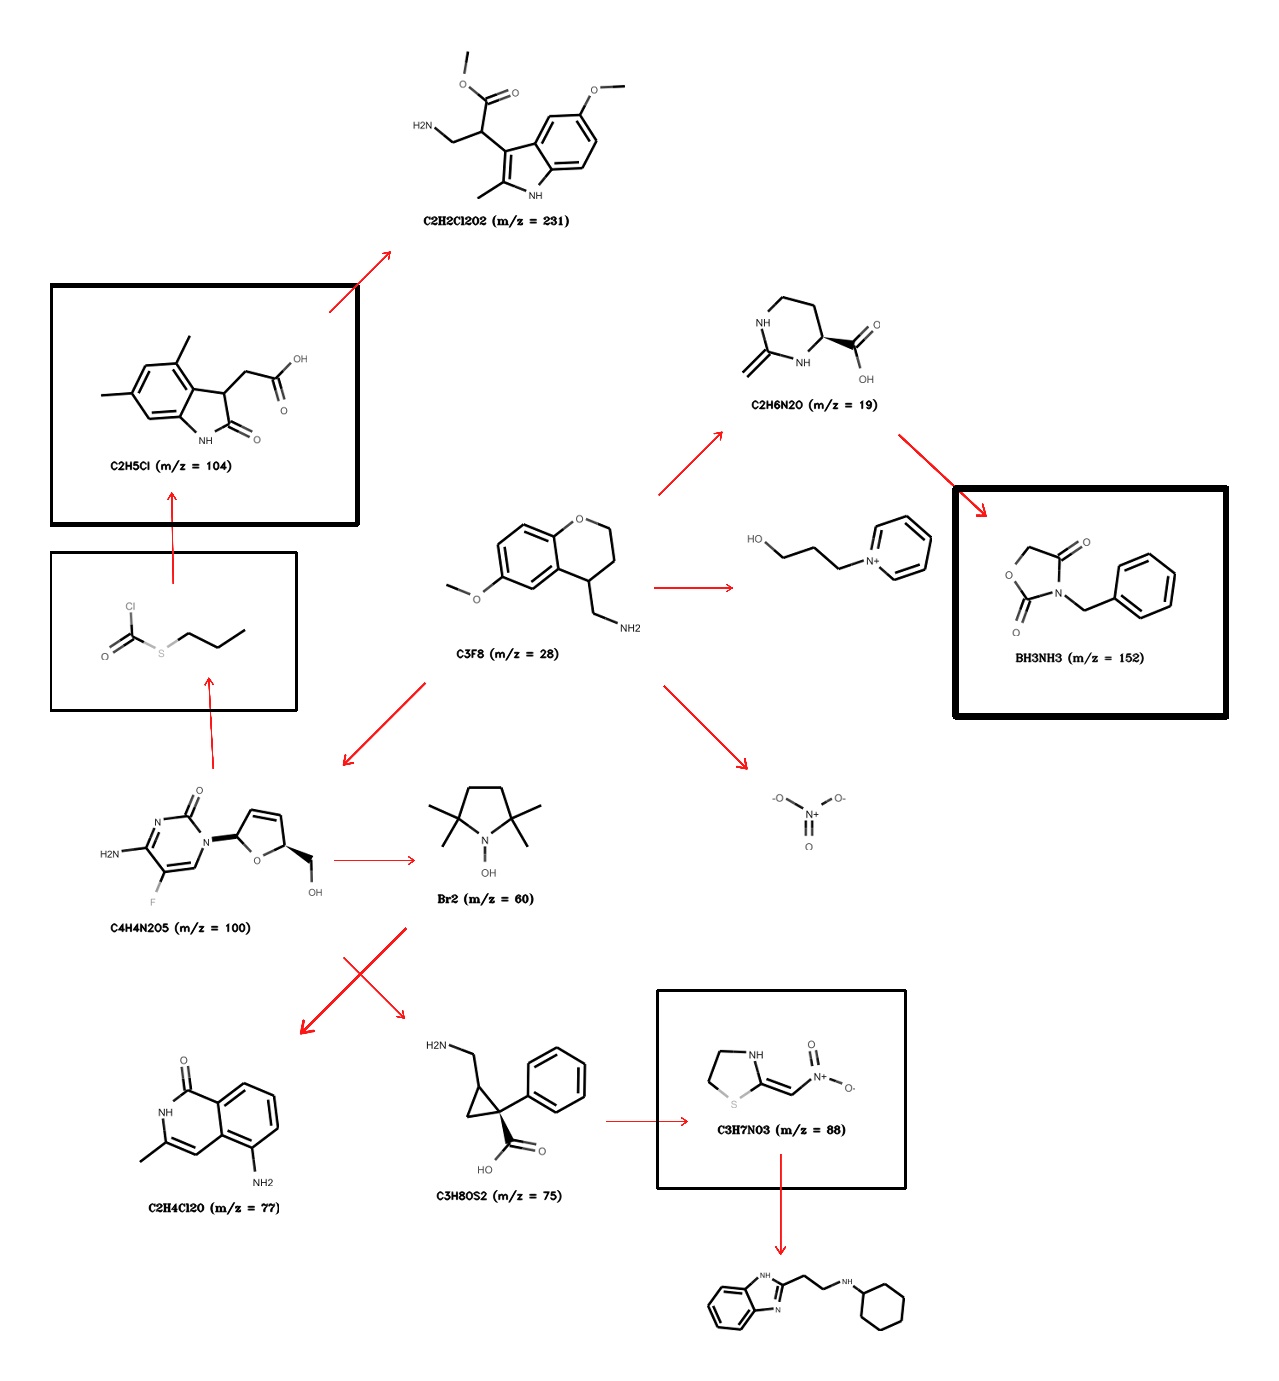 O
O
O
H2N
NH
C2H2Cl2O2 (m/z = 231)
OH
O
NH
O
C2H5Cl (m/z = 104)
NH
NH
O
OH
C2H6N2O (m/z = 19)
O
O
NH2
C3F8 (m/z = 28)
HO
N+
O
O
N
O
BH3NH3 (m/z = 152)
Cl
O
S
O
N
N
H2N
O
F
OH
C4H4N2O5 (m/z = 100)
N
OH
Br2 (m/z = 60)
-O
O-
N+
O
O
NH
NH2
C2H4Cl2O (m/z = 77)
H2N
O
HO
C3H8OS2 (m/z = 75)
NH
O
N+
O-
S
C3H7NO3 (m/z = 88)
NH
N
NH